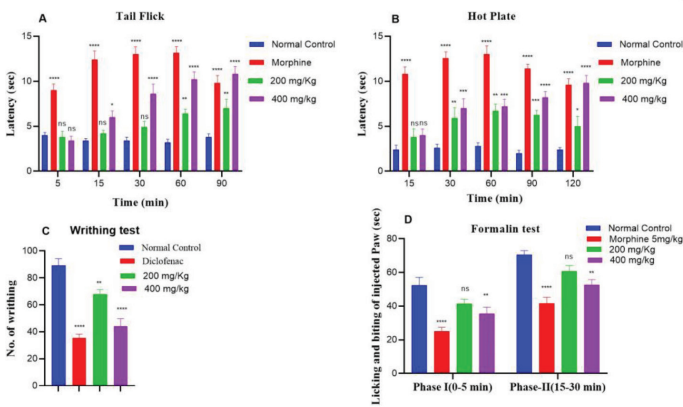 A
Tail Flick
Latency (sec)
15
10
5
0
****
ns
ns
****
ns
*
****
ns
****
****
**
****
****
**
****
5
15
30
60
90
Time (min)
Normal Control
Morphine
200 mg/Kg
400 mg/Kg
B
Hot Plate
Latency (sec)
15
10
5
0
****
ns
ns
****
**
***
****
**
***
****
***
****
****
*
****
15
30
60
90
120
Time (min)
Normal Control
Morphine
200 mg/Kg
400 mg/kg
C
Writhing test
No. of writhing
100
80
60
40
20
0
****
**
****
Normal Control
Diclofenac
200 mg/Kg
400 mg/kg
D
Formalin test
Licking and biting of injected Paw (sec)
80
60
40
20
0
****
ns
**
****
ns
**
Phase I(0-5 min)
Phase-II(15-30 min)
Normal Control
Morphine 5mg/kg
200 mg/Kg
400 mg/kg